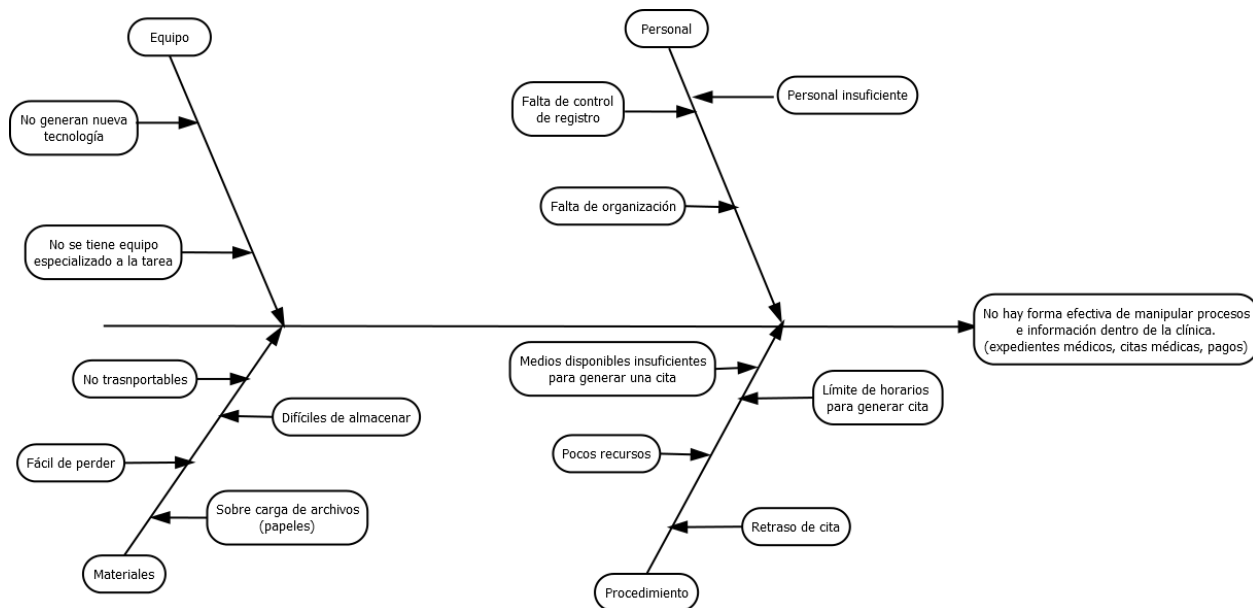 Equipo
No generan nueva
tecnología
No se tiene equipo
especializado a la tarea
Personal
Falta de control
de registro
Personal insuficiente
Falta de organización
No hay forma efectiva de manipular procesos
e información dentro de la clínica.
(expedientes médicos, citas médicas, pagos)
No trasnportables
Difíciles de almacenar
Fácil de perder
Sobre carga de archivos
(papeles)
Materiales
Medios disponibles insuficientes
para generar una cita
Límite de horarios
para generar cita
Pocos recursos
Retraso de cita
Procedimiento